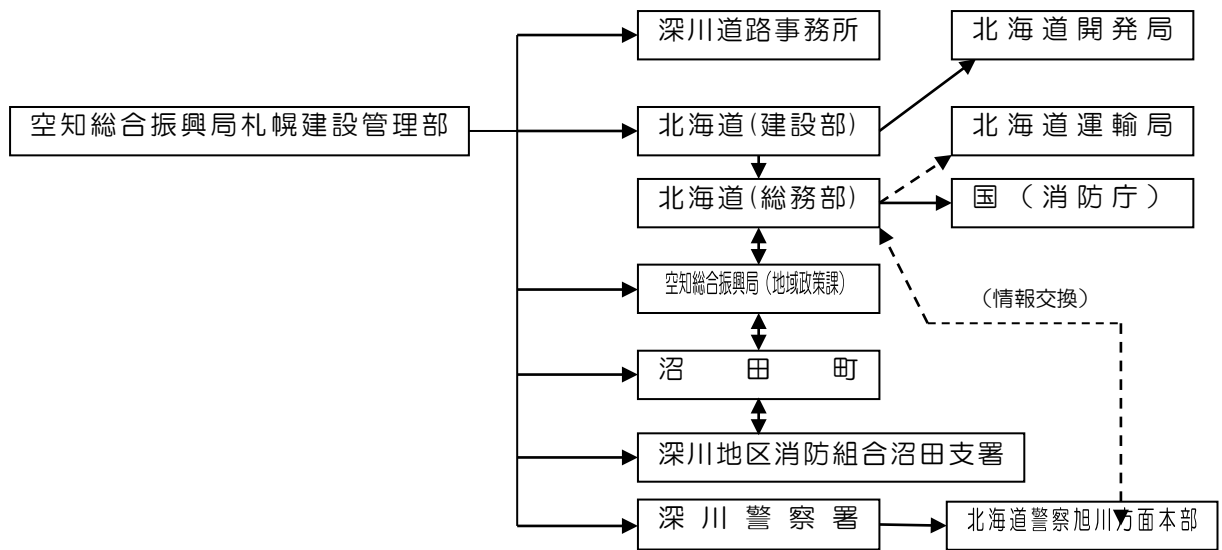 深川道路事務所
北海道開発局
空知総合振興局札幌建設管理部
北海道(建設部)
北海道運輸局
北海道(総務部)
国（消防庁）
空知総合振興局（地域政策課）
（情報交換）
沼田町
深川地区消防組合沼田支署
深川警察署
北海道警察旭川方面本部